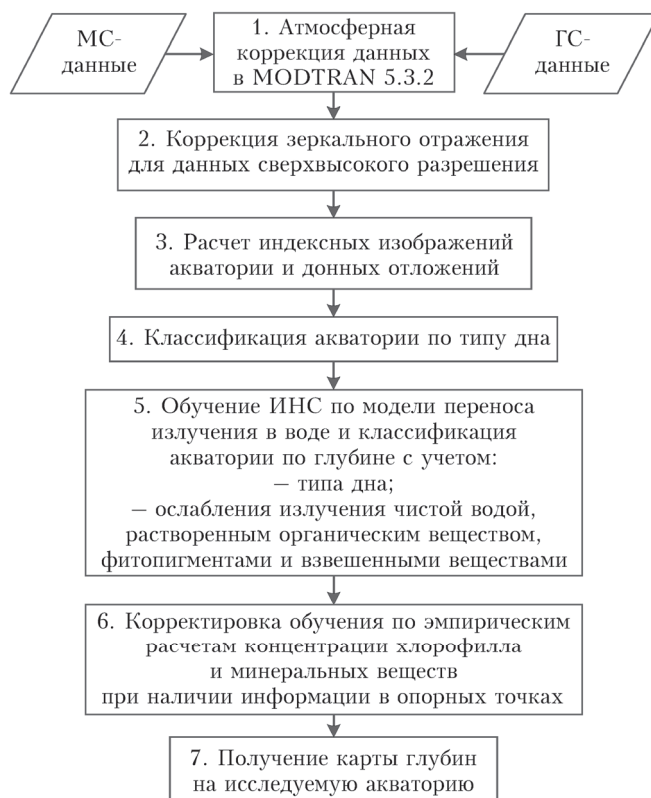 МС-
данные
1. Атмосферная
коррекция данных
в MODTRAN 5.3.2
ГС-
данные
2. Коррекция зеркального отражения
для данных сверхвысокого разрешения
3. Расчет индексных изображений
акватории и донных отложений
4. Классификация акватории по типу дна
5. Обучение ИНС по модели переноса
излучения в воде и классификация
акватории по глубине с учетом:
— типа дна;
— ослабления излучения чистой водой,
растворенным органическим веществом,
фитопигментами и взвешенными веществами
6. Корректировка обучения по эмпирическим
расчетам концентрации хлорофилла
и минеральных веществ
при наличии информации в опорных точках
7. Получение карты глубин
на исследуемую акваторию